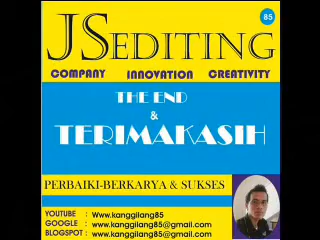 JSEDITING
85
COMPANY INNOVATION CREATIVITY
THE END
&
TERIMAKASIH
PERBAIKI-BERKARYA & SUKSES
YOUTUBE : Www.kanggilang85
GOOGLE : www.kanggilang85@gmail.com
BLOGSPOT : www.kanggilang85@gmail.com